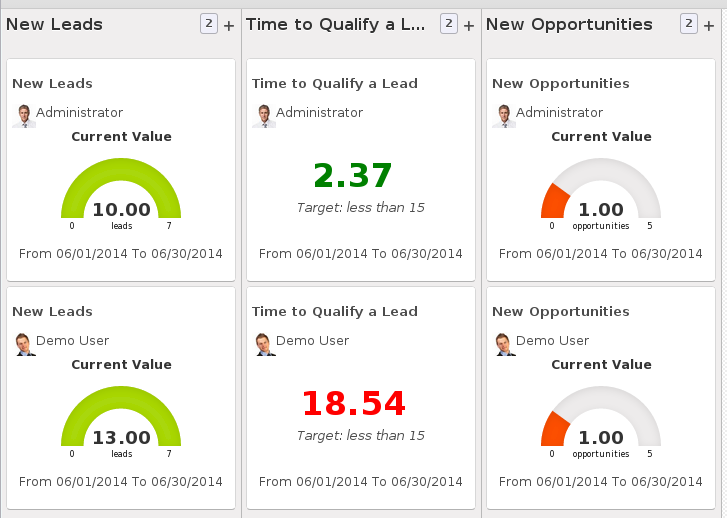 New Leads 2 +
New Leads
Administrator
Current Value
10.00
0 leads 7
From 06/01/2014 To 06/30/2014
New Leads
Demo User
Current Value
13.00
0 leads 7
From 06/01/2014 To 06/30/2014
Time to Qualify a L... 2 +
Time to Qualify a Lead
Administrator
2.37
Target: less than 15
From 06/01/2014 To 06/30/2014
Time to Qualify a Lead
Demo User
18.54
Target: less than 15
From 06/01/2014 To 06/30/2014
New Opportunities 2 +
New Opportunities
Administrator
Current Value
1.00
0 opportunities 5
From 06/01/2014 To 06/30/2014
New Opportunities
Demo User
Current Value
1.00
0 opportunities 5
From 06/01/2014 To 06/30/2014